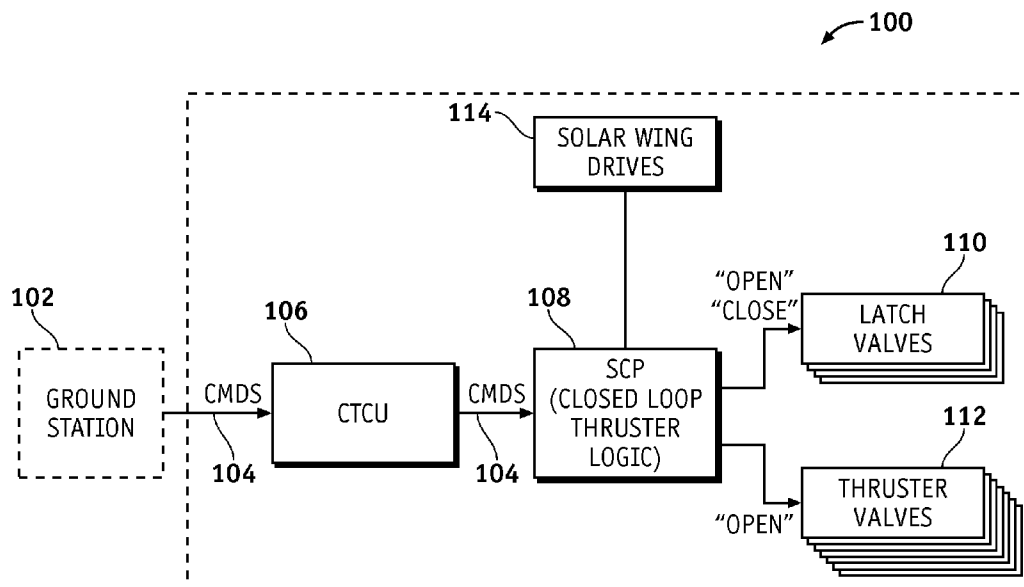 100
114
SOLAR WING
DRIVES
110
"OPEN"
"CLOSE"
LATCH
VALVES
102
106
108
GROUND
STATION
CMDS
104
CTCU
CMDS
104
SCP
(CLOSED LOOP
THRUSTER
LOGIC)
112
"OPEN"
THRUSTER
VALVES